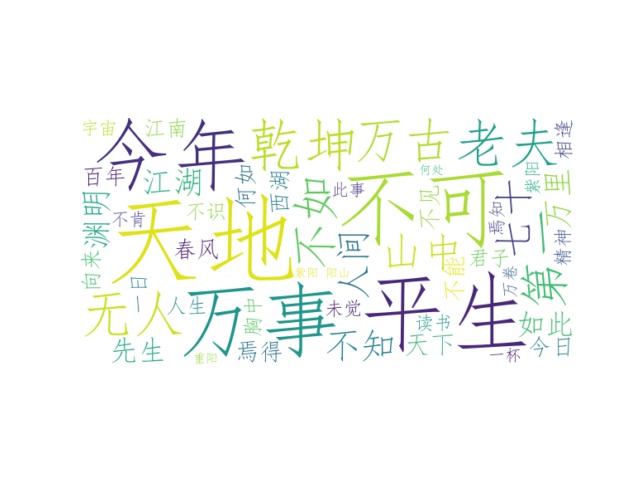 宇宙
江南
今年
乾坤
万古
老夫
相逢
百年
江湖
何如
西湖
此事
何处
紫阳
渊明
不肯
不识
不如
不可
不见
焉知
七十
万里
天地
春风
人间
山中
君子
第一
精神
向来
一日
紫阳
阳山
不能
万卷
无人
人生
万事
胸中
未觉
平生
读书
如此
先生
重阳
焉得
不知
天下
一杯
今日